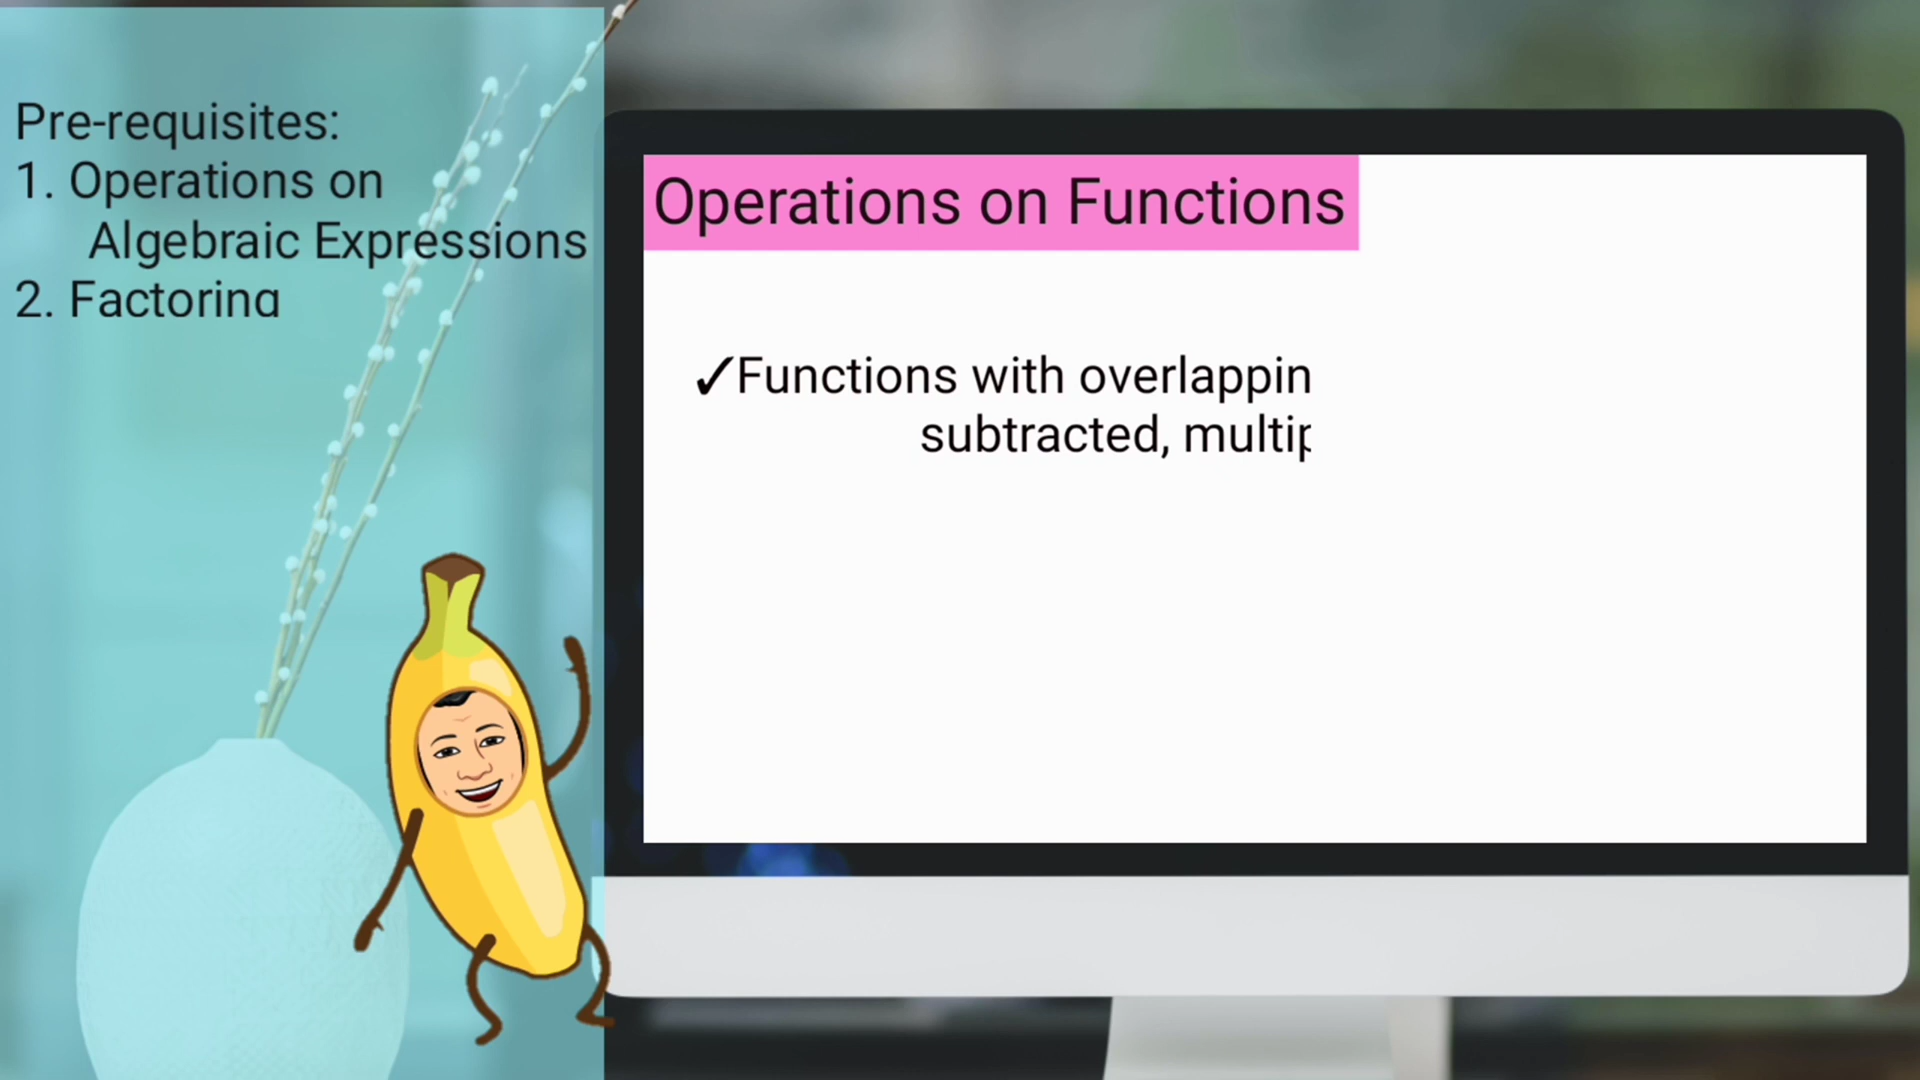 Pre-requisites:
1. Operations on
Algebraic Expressions
2. Factoring
Operations on Functions
✓Functions with overlappin
subtracted, multip